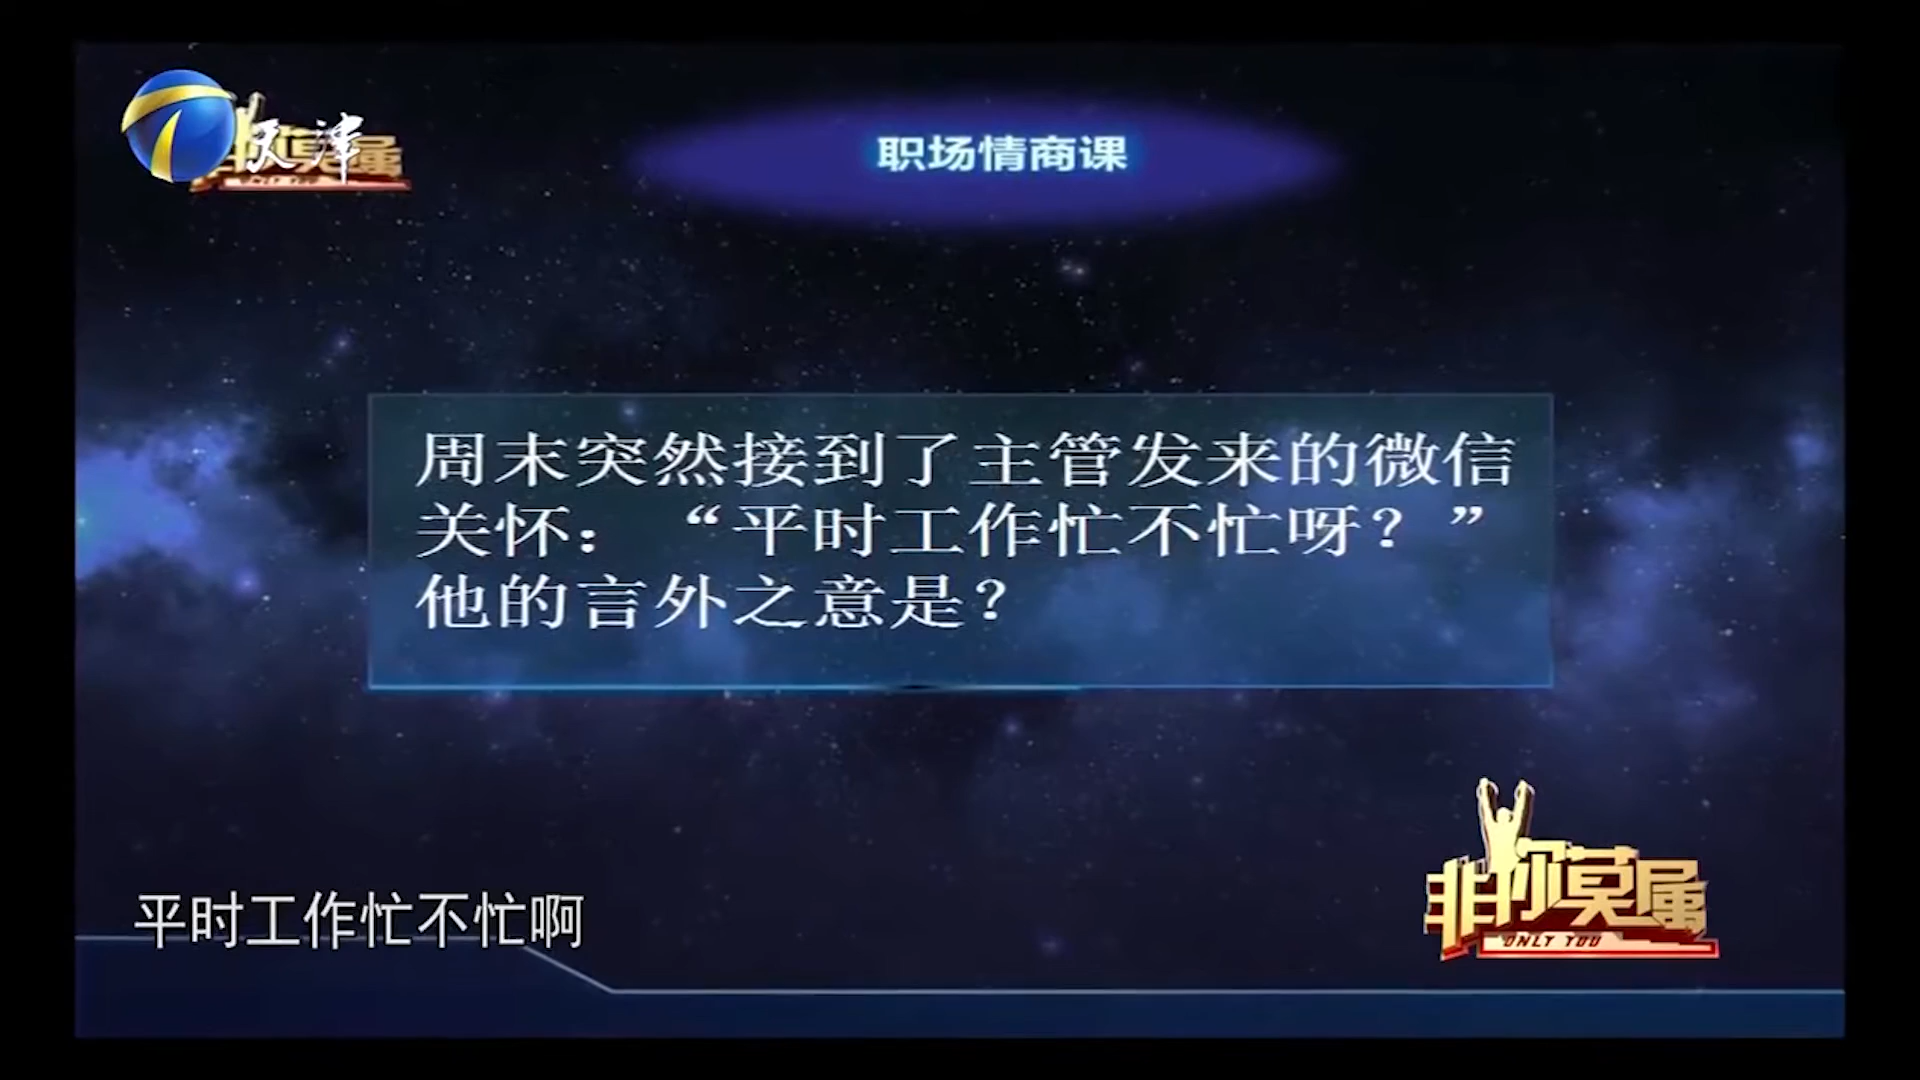 天津
非你莫属
ONLY YOU
职场情商课
周末突然接到了主管发来的微信
关怀：“平时工作忙不忙呀？”
他的言外之意是？
平时工作忙不忙啊
非你莫属
ONLY YOU